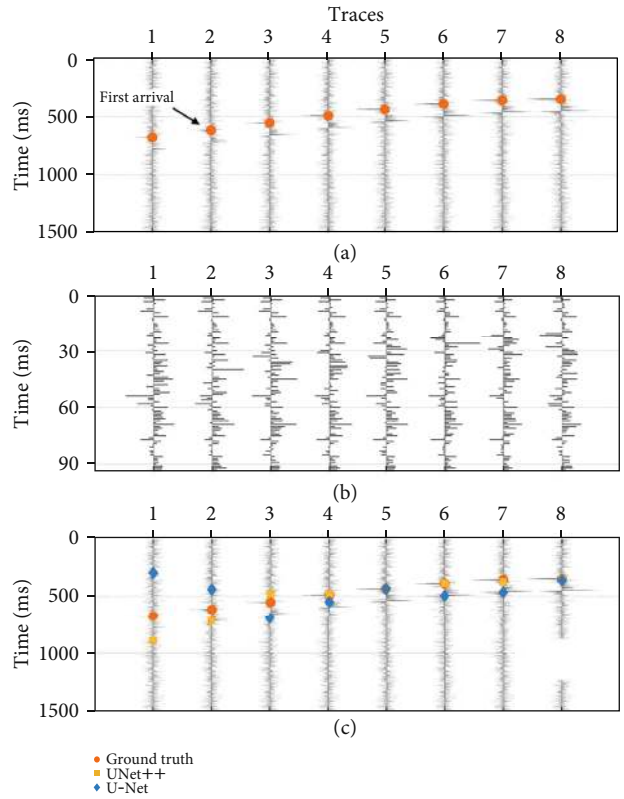 Traces
1 2 3 4 5 6 7 8
0
First arrival
500
1000
1500
Time (ms)
(a)
1 2 3 4 5 6 7 8
0
30
60
90
Time (ms)
(b)
1 2 3 4 5 6 7 8
0
500
1000
1500
Time (ms)
(c)
Ground truth
UNet++
U-Net